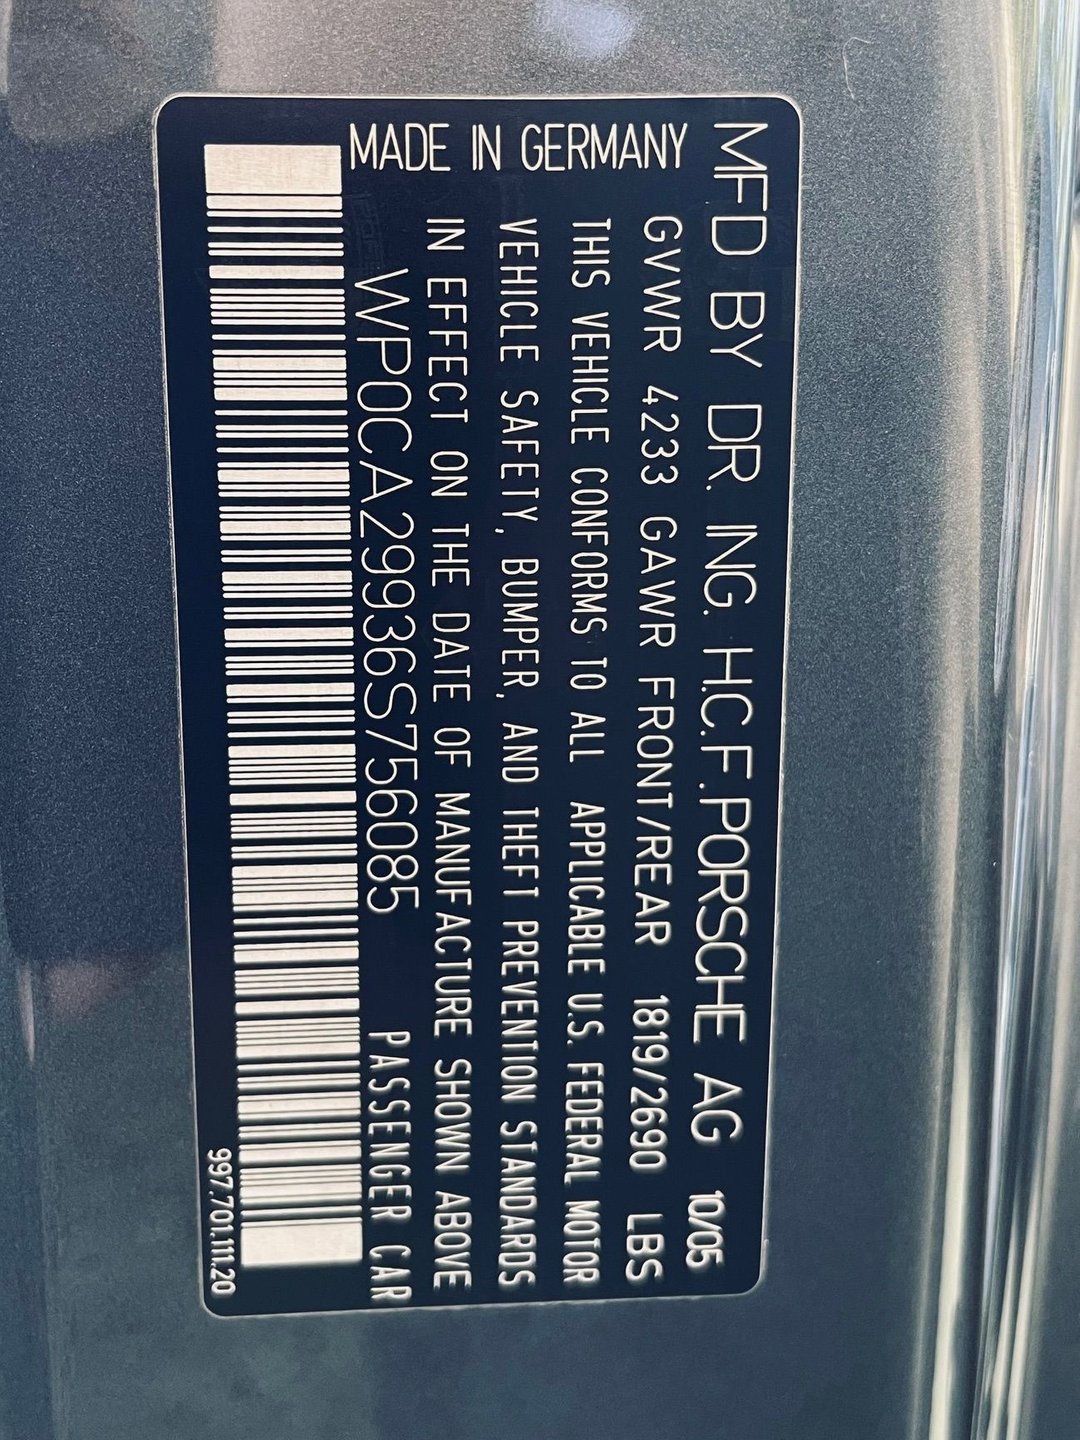 MFD BY DR. ING. H.C.F.PORSCHE AG 10/05
GVWR 4233 GAWR FRONT/REAR 1819/2690 LBS
THIS VEHICLE CONFORMS TO ALL APPLICABLE U.S. FEDERAL MOTOR
VEHICLE SAFETY, BUMPER, AND THEFT PREVENTION STANDARDS
IN EFFECT ON THE DATE OF MANUFACTURE SHOWN ABOVE
WP0CA29936S756085 PASSENGER CAR
MADE IN GERMANY
997.701.111.20